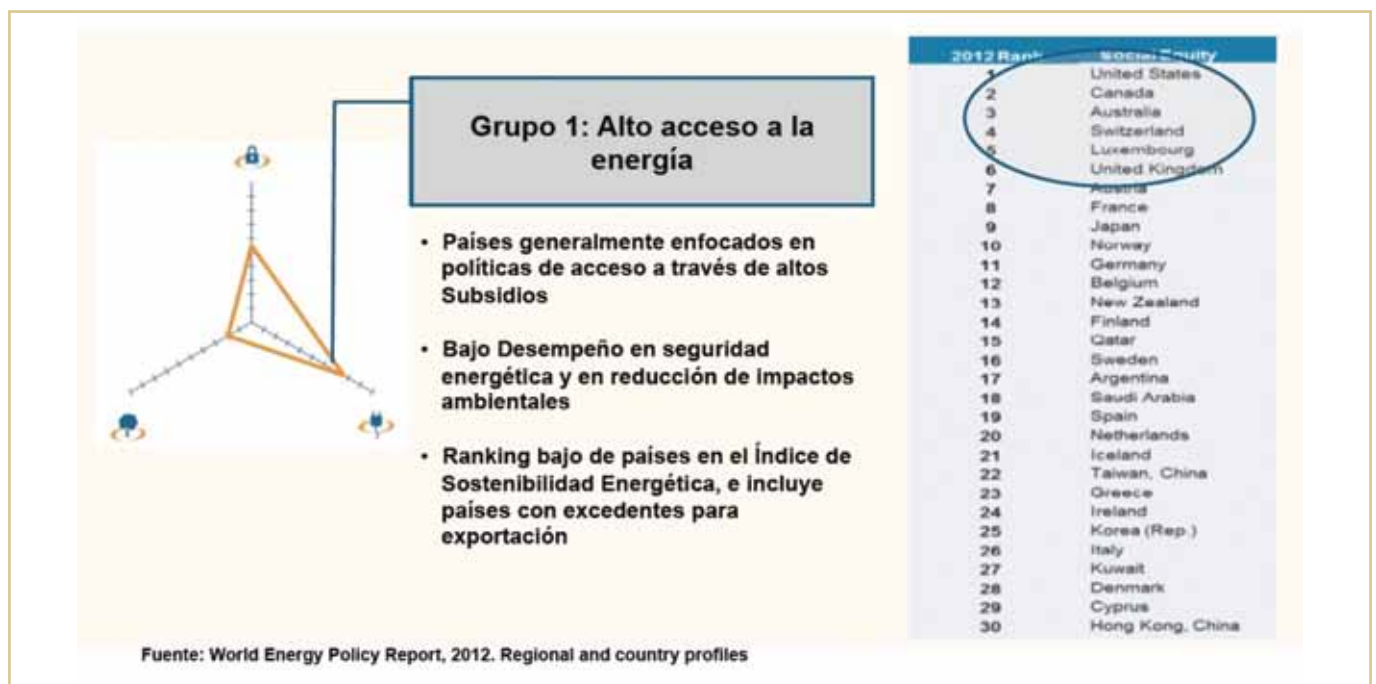 Grupo 1: Alto acceso a la
energía
• Países generalmente enfocados en
políticas de acceso a través de altos
Subsidios
• Bajo Desempeño en seguridad
energética y en reducción de impactos
ambientales
• Ranking bajo de países en el Índice de
Sostenibilidad Energética, e incluye
países con excedentes para
exportación
2012 Rank Social Equity
1 United States
2 Canada
3 Australia
4 Switzerland
5 Luxembourg
6 United Kingdom
7 Austria
8 France
9 Japan
10 Norway
11 Germany
12 Belgium
13 New Zealand
14 Finland
15 Qatar
16 Sweden
17 Argentina
18 Saudi Arabia
19 Spain
20 Netherlands
21 Iceland
22 Taiwan, China
23 Greece
24 Ireland
25 Korea (Rep.)
26 Italy
27 Kuwait
28 Denmark
29 Cyprus
30 Hong Kong, China
Fuente: World Energy Policy Report, 2012. Regional and country profiles